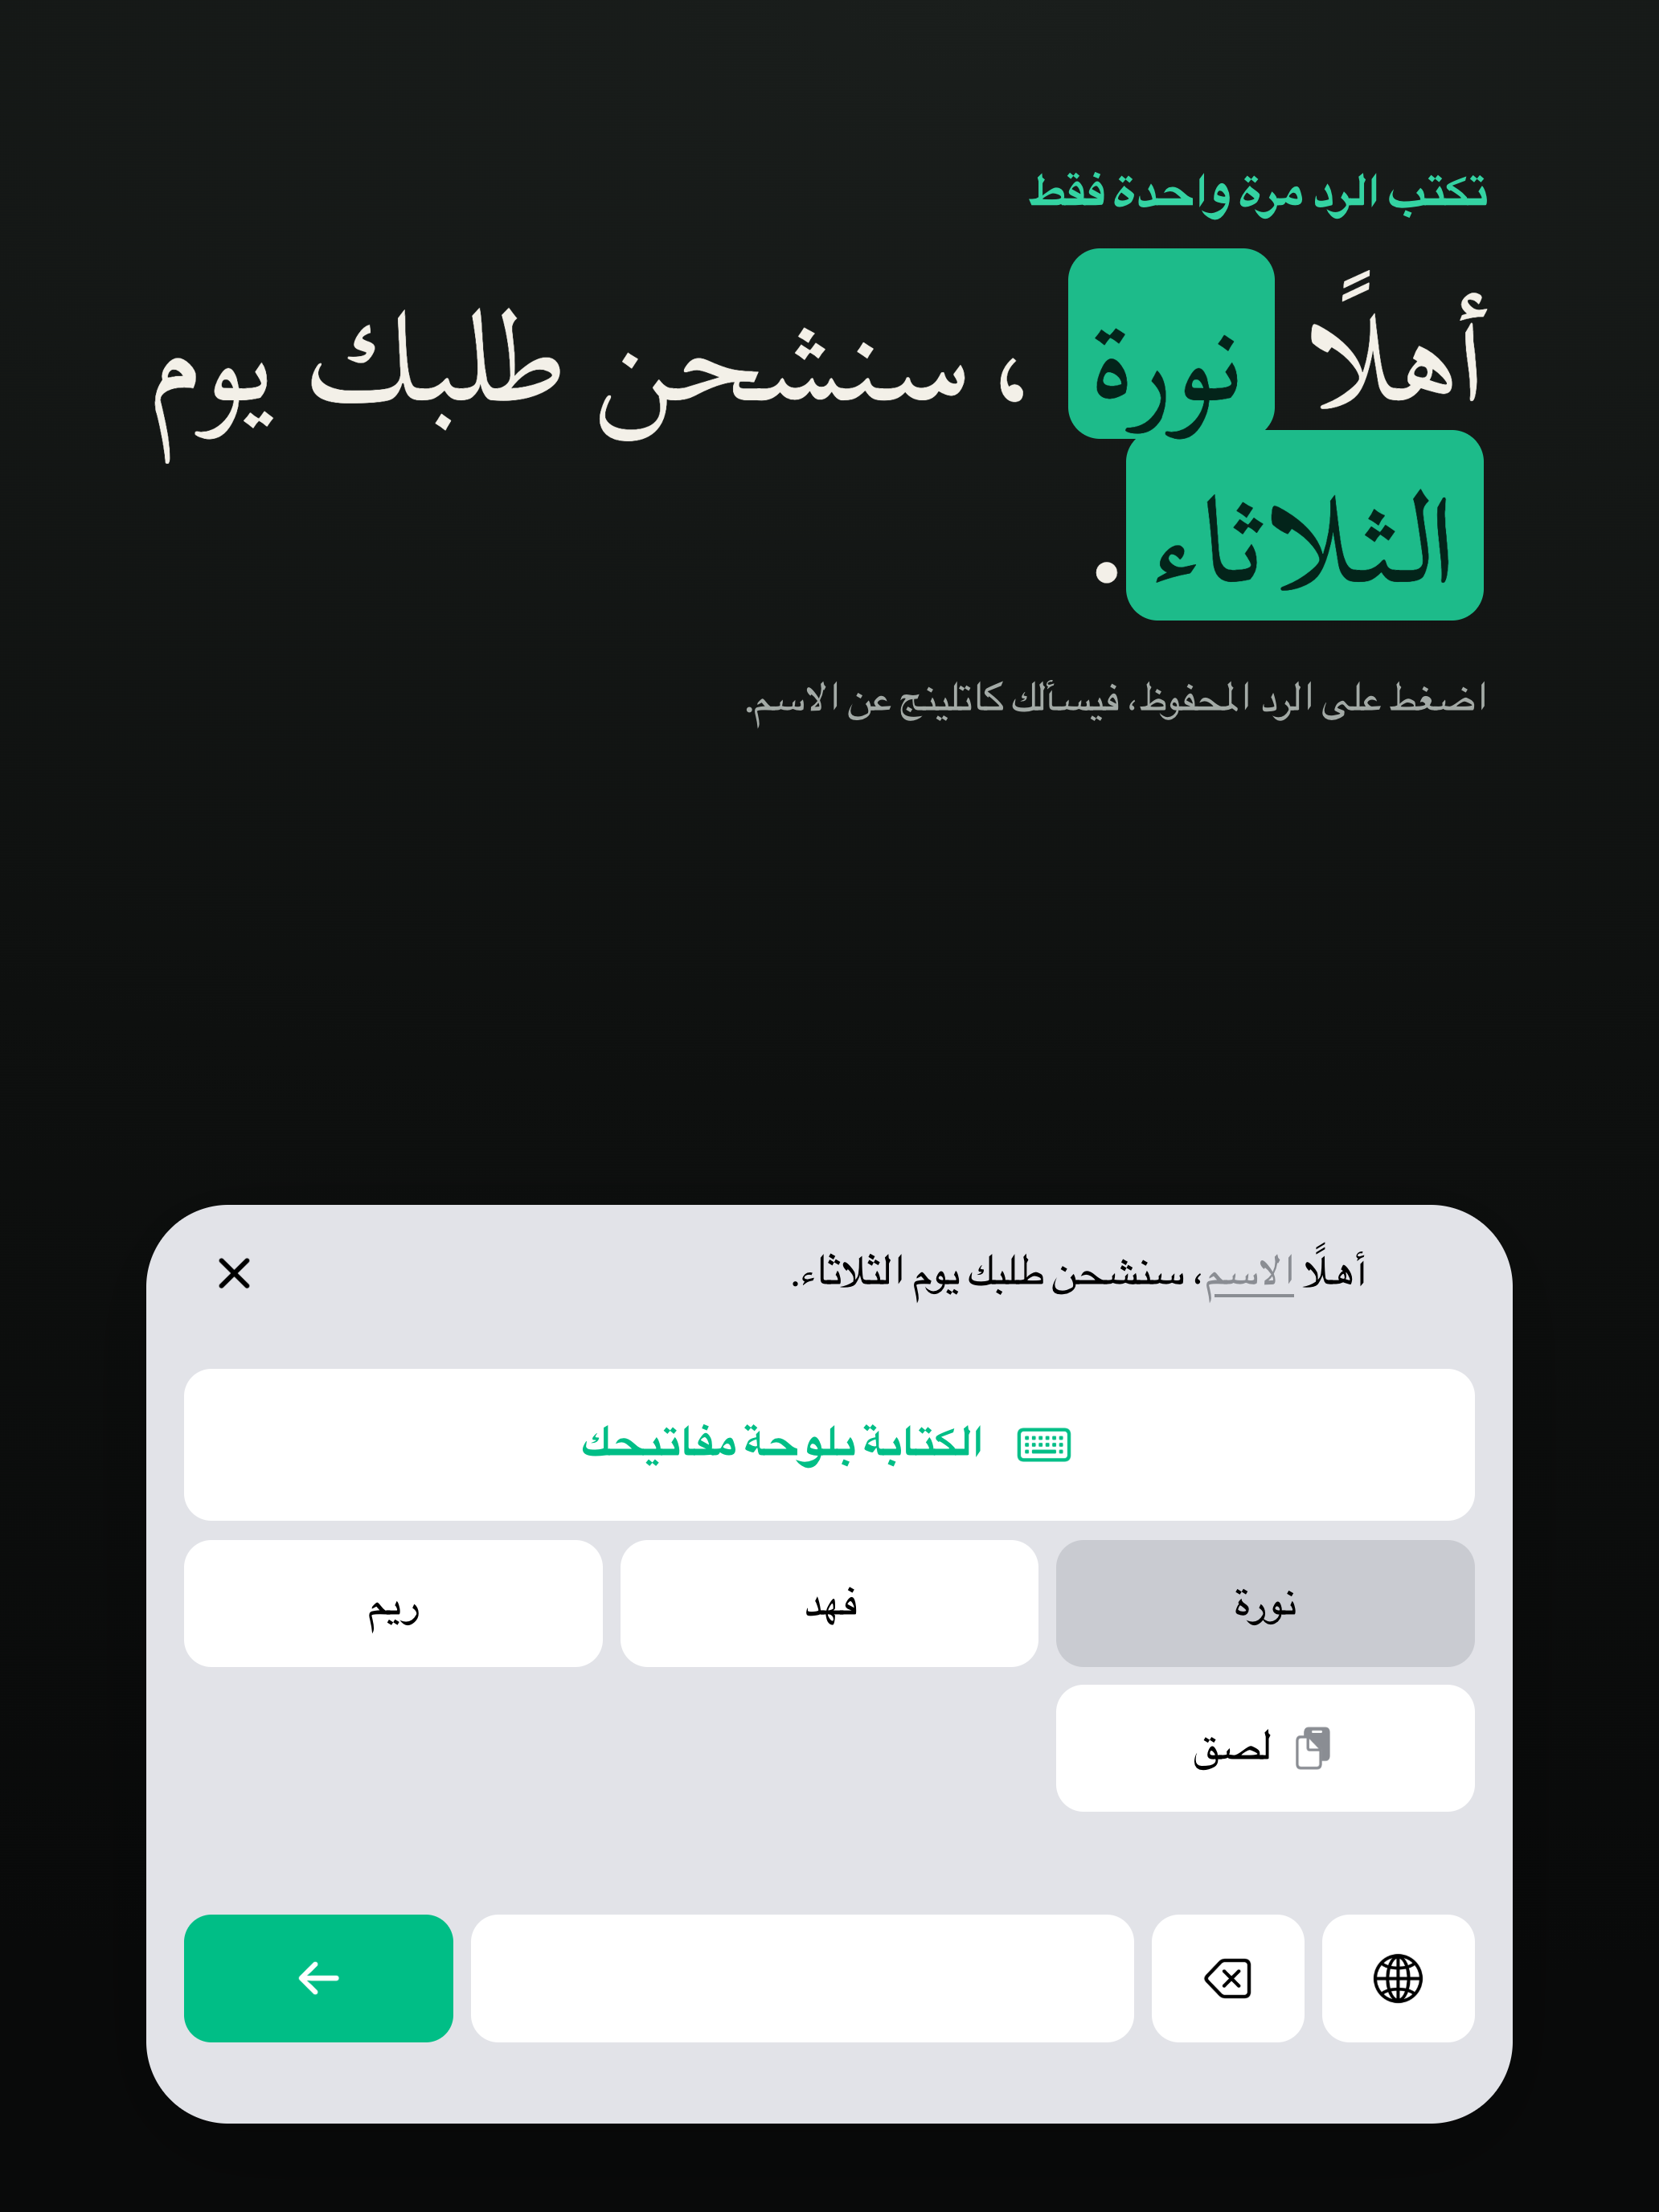 تكتب الرد مرة واحدة فقط
أهلًا نورة ، سنشحن طلبك يوم
الثلاثاء .
اضغط على الرد المحفوظ، فيسألك كاتلينج عن الاسم.
أهلًا الاسم، سنشحن طلبك يوم الثلاثاء.
الكتابة بلوحة مفاتيحك
نورة
فهد
ريم
لصق